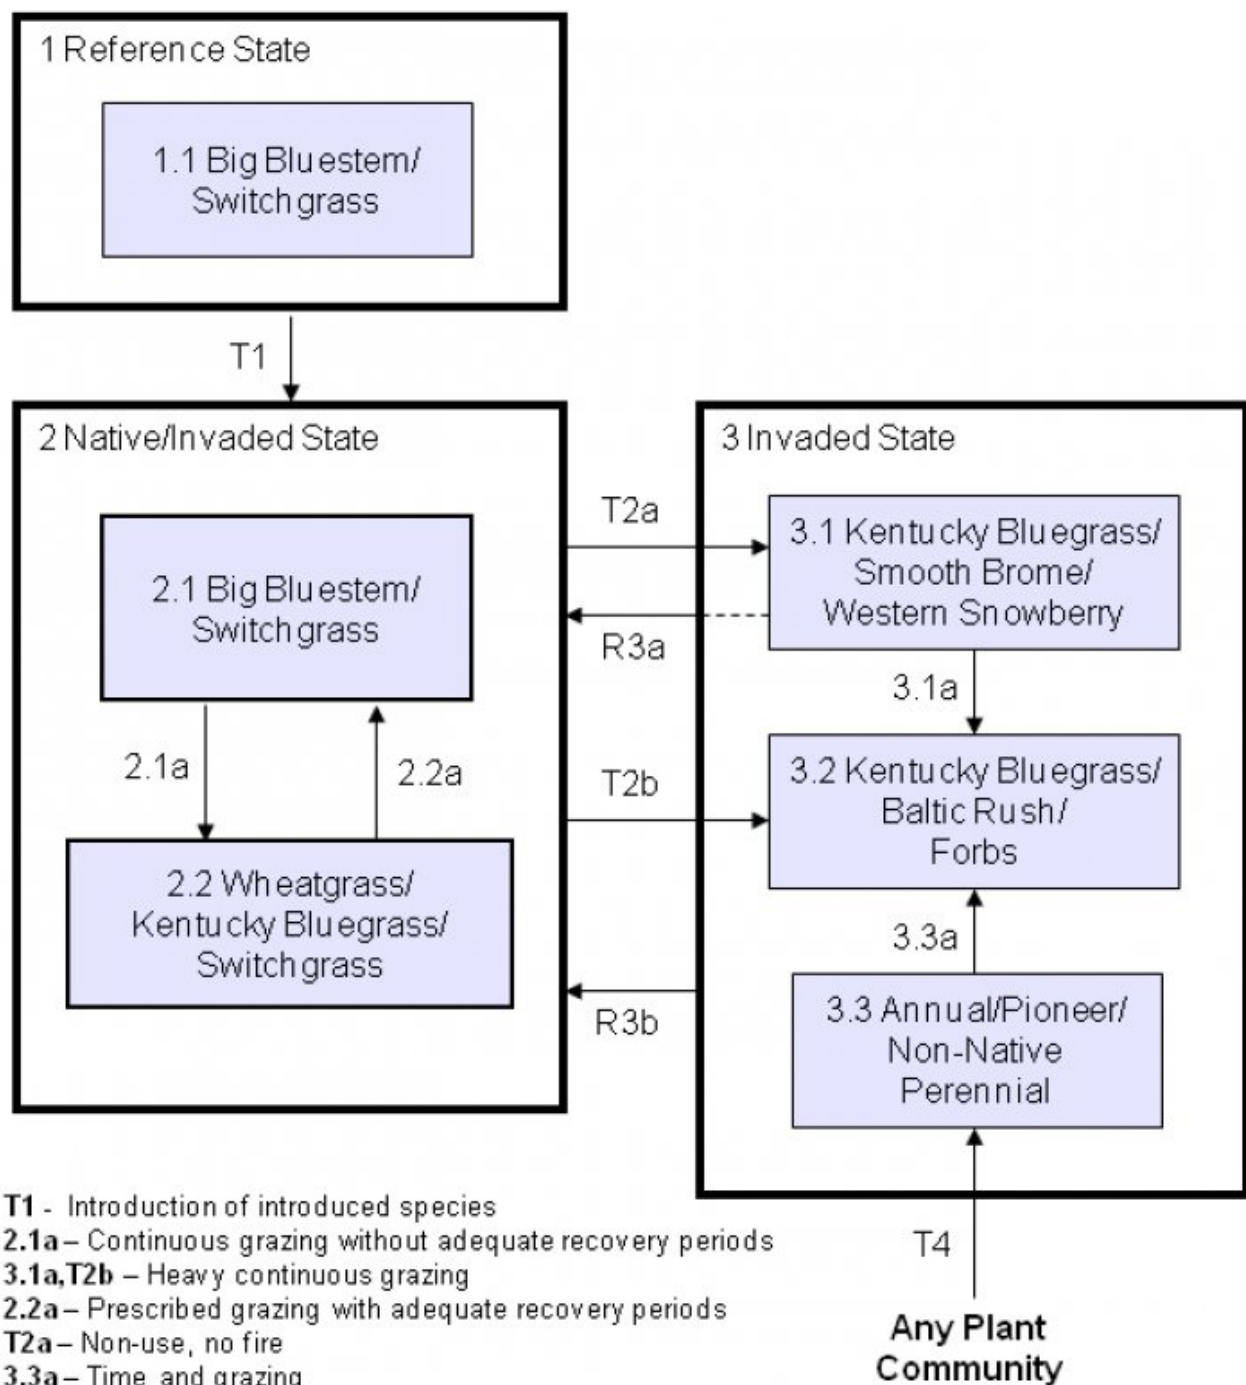 1 Reference State
1.1 Big Bluestem/
Switchgrass
T1
2 Native/Invaded State
2.1 Big Bluestem/
Switchgrass
2.1a
2.2a
2.2 Wheatgrass/
Kentucky Bluegrass/
Switchgrass
T2a
R3a
T2b
R3b
3 Invaded State
3.1 Kentucky Bluegrass/
Smooth Brome/
Western Snowberry
3.1a
3.2 Kentucky Bluegrass/
Baltic Rush/
Forbs
3.3a
3.3 Annual/Pioneer/
Non-Native
Perennial
T4
Any Plant
Community
T1 - Introduction of introduced species
2.1a – Continuous grazing without adequate recovery periods
3.1a,T2b – Heavy continuous grazing
2.2a – Prescribed grazing with adequate recovery periods
T2a – Non-use, no fire
3.3a – Time and grazing